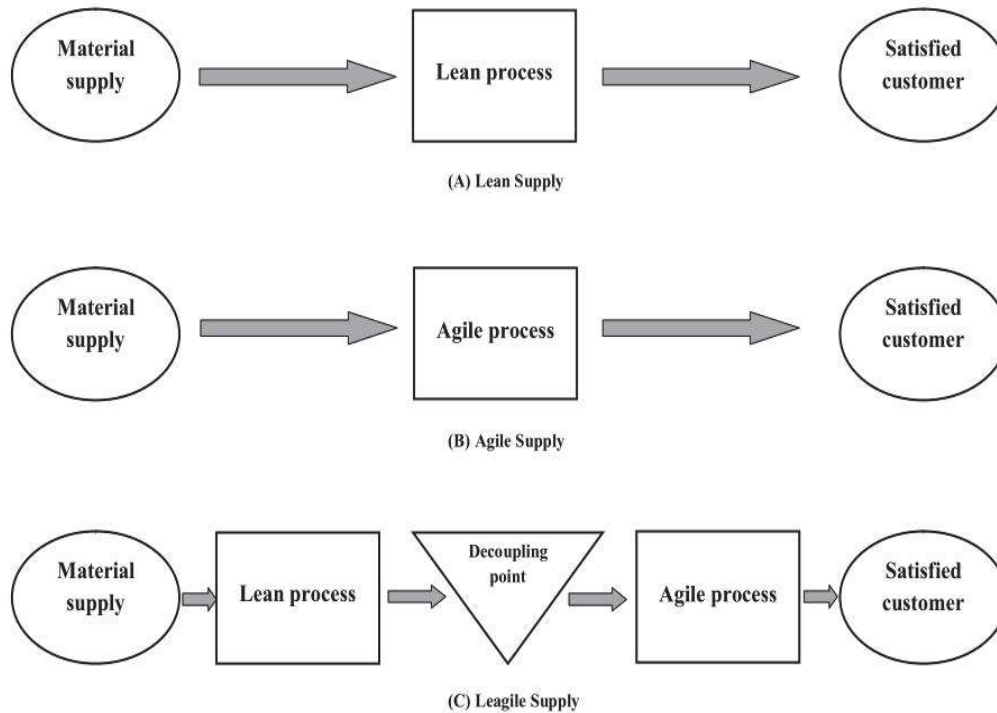 Material
supply
Lean process
Satisfied
customer
(A) Lean Supply
Material
supply
Agile process
Satisfied
customer
(B) Agile Supply
Material
supply
Lean process
Decoupling
point
Agile process
Satisfied
customer
(C) Leagile Supply